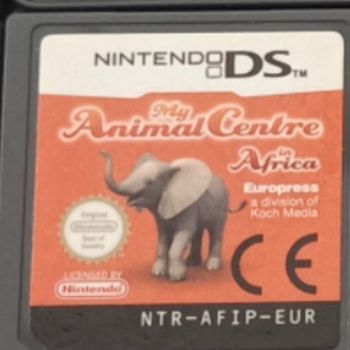 NINTENDO DS™
My
Animal Centre
in
Africa
Europress
a division of
Koch Media
Original
Nintendo
Seal of
Quality
LICENSED BY
Nintendo
CE
NTR-AFIP-EUR